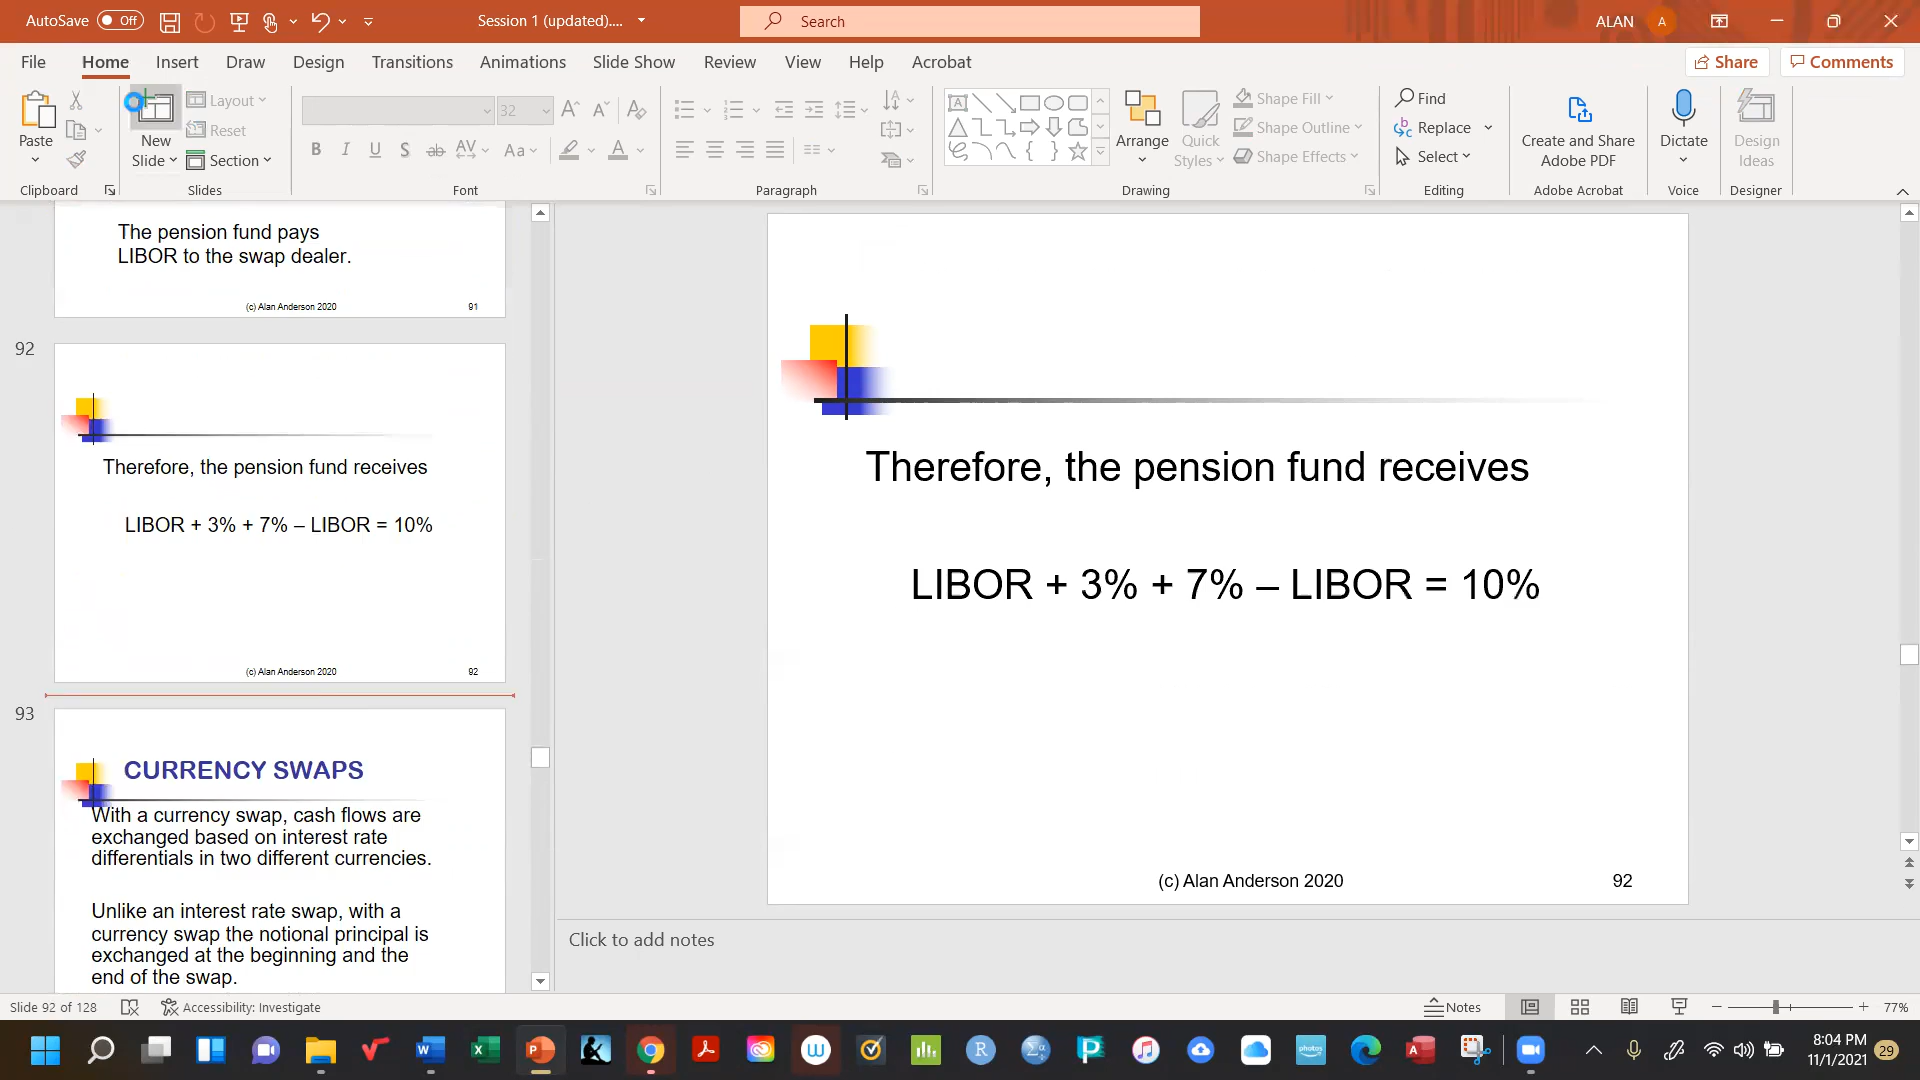 AutoSave Off
Session 1 (updated)....
Search
ALAN A
File Home Insert Draw Design Transitions Animations Slide Show Review View Help Acrobat
Share
Comments
Paste
New
Slide
Layout
Reset
Section
32
B I U S ab AV Aa A
Arrange
Quick
Styles
Shape Fill
Shape Outline
Shape Effects
Find
Replace
Select
Create and Share
Adobe PDF
Dictate
Design
Ideas
Clipboard Slides Font Paragraph Drawing Editing Adobe Acrobat Voice Designer
The pension fund pays
LIBOR to the swap dealer.
(c) Alan Anderson 2020 91
92
Therefore, the pension fund receives
LIBOR + 3% + 7% – LIBOR = 10%
(c) Alan Anderson 2020 92
93
CURRENCY SWAPS
With a currency swap, cash flows are
exchanged based on interest rate
differentials in two different currencies.
Unlike an interest rate swap, with a
currency swap the notional principal is
exchanged at the beginning and the
end of the swap.
Therefore, the pension fund receives
LIBOR + 3% + 7% – LIBOR = 10%
(c) Alan Anderson 2020 92
Click to add notes
Slide 92 of 128
Accessibility: Investigate
Notes
77%
8:04 PM
11/1/2021
29